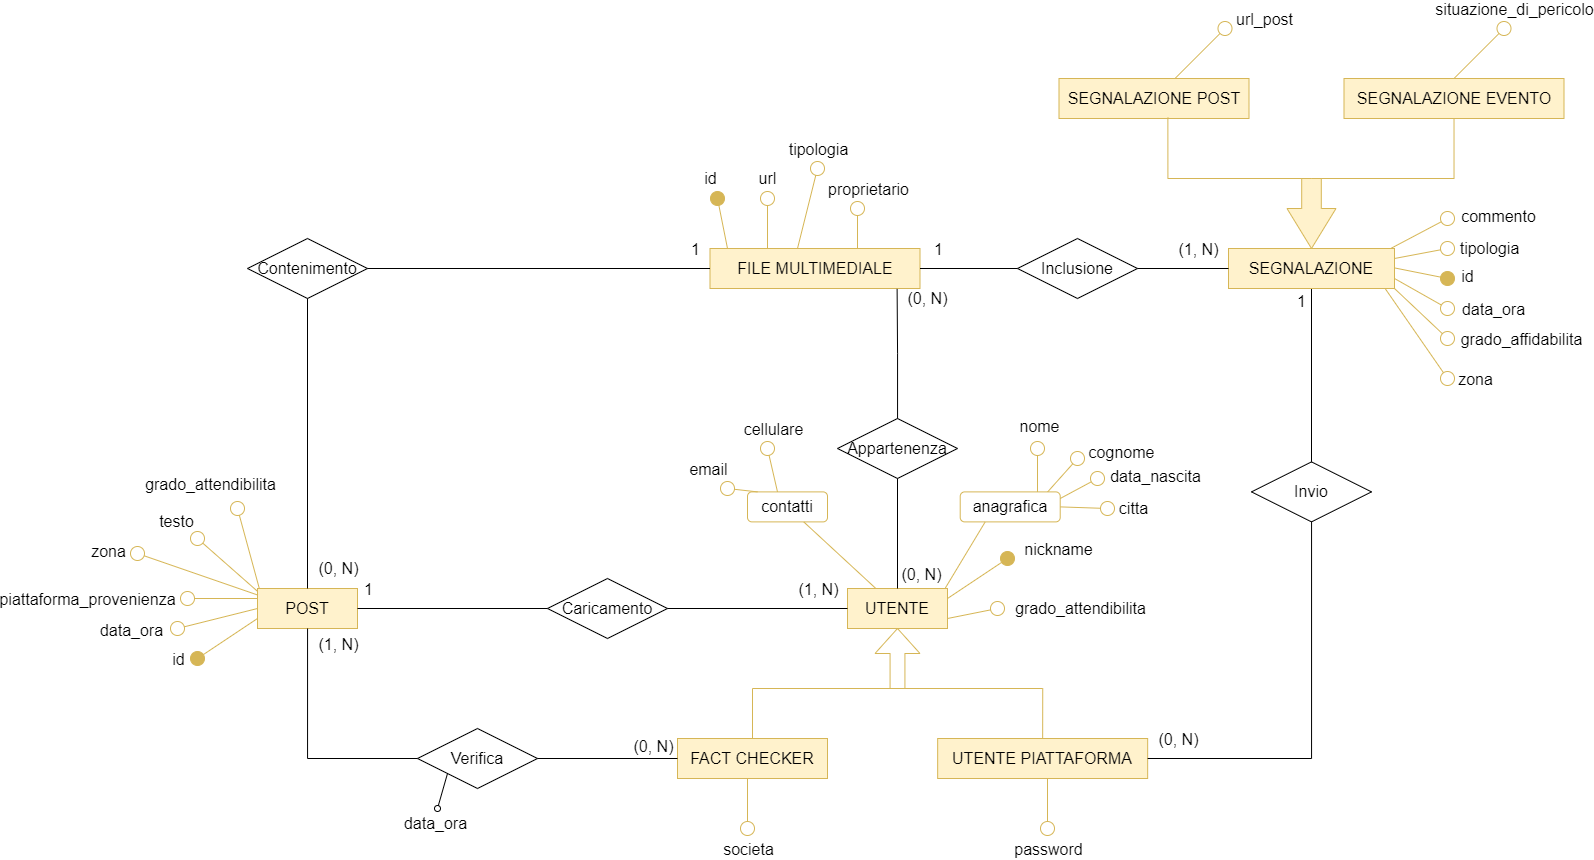 situazione_di_pericolo
url_post
SEGNALAZIONE POST
SEGNALAZIONE EVENTO
tipologia
id
url
proprietario
commento
1
1
(1, N)
tipologia
Contenimento
FILE MULTIMEDIALE
Inclusione
SEGNALAZIONE
id
(0, N)
1
data_ora
grado_affidabilita
zona
nome
cellulare
Appartenenza
cognome
email
data_nascita
grado_attendibilita
contatti
anagrafica
citta
Invio
testo
zona
nickname
(0, N)
(0, N)
1
(1, N)
piattaforma_provenienza
POST
Caricamento
UTENTE
grado_attendibilita
data_ora
(1, N)
id
(0, N)
(0, N)
Verifica
FACT CHECKER
UTENTE PIATTAFORMA
data_ora
societa
password